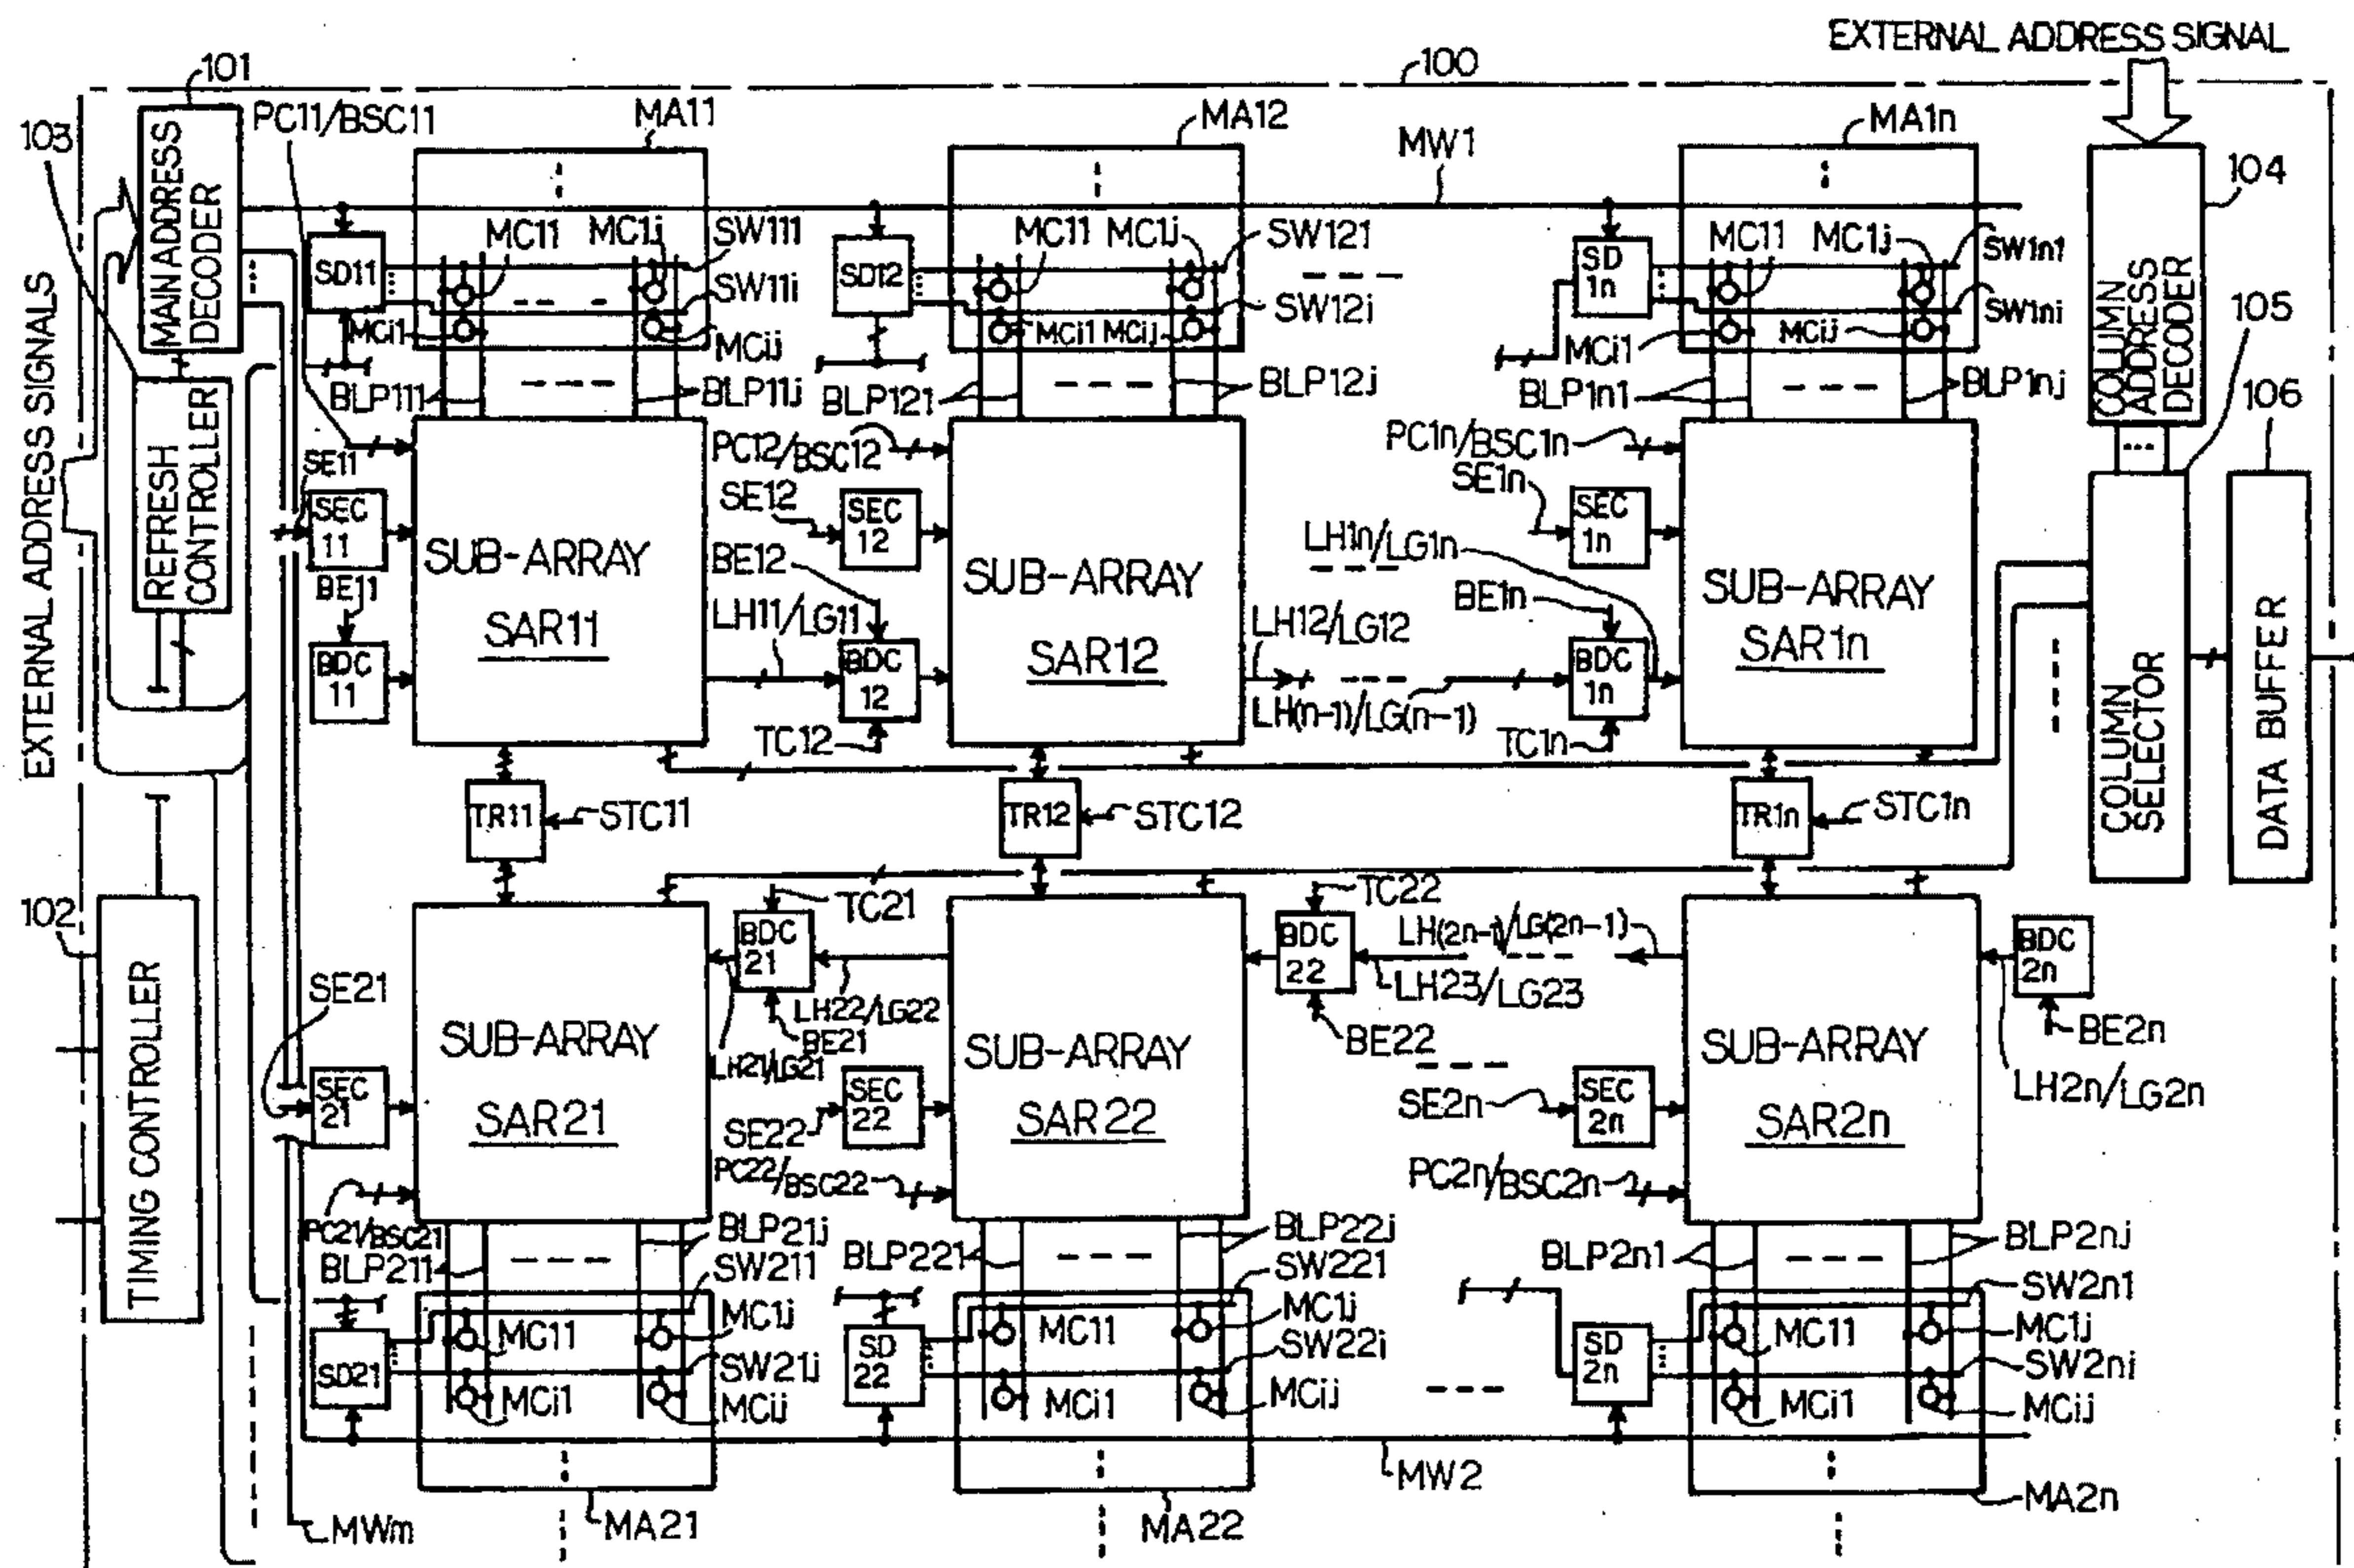 EXTERNAL ADDRESS SIGNAL
101
100
PC11/BSC11
MA11
MA12
MA1n
103
MW1
104
MAIN ADDRESS DECODER
COLUMN ADDRESS DECODER
EXTERNAL ADDRESS SIGNALS
SD11
MC11
MC1j
SW111
SW11i
MCi1
MCij
SD12
MC11
MC1j
SW121
SW12i
MCi1
MCij
SD 1n
MC11
MC1j
SW1n1
SW1ni
MCi1
MCij
BLP111
BLP11j
BLP121
BLP12j
BLP1n1
BLP1nj
105
106
REFRESH CONTROLLER
SE11
SEC 11
BE11
BDC 11
SUB-ARRAY
SAR11
PC12/BSC12
SE12
SEC 12
BE12
LH11/LG11
BDC 12
TC12
SUB-ARRAY
SAR12
LH12/LG12
PC1n/BSC1n
SE1n
SEC 1n
LH1n/LG1n
BE1n
BDC 1n
LH(n-1)/LG(n-1)
TC1n
SUB-ARRAY
SAR1n
COLUMN SELECTOR
DATA BUFFER
TR11
STC11
TR12
STC12
TR1n
STC1n
102
TIMING CONTROLLER
TC21
BDC 21
LH22/LG22
BE21
LH21/LG21
TC22
BDC 22
LH(2n-1)/LG(2n-1)
LH23/LG23
BE22
BDC 2n
BE2n
LH2n/LG2n
SE21
SEC 21
SUB-ARRAY
SAR21
SE22
SEC 22
SUB-ARRAY
SAR22
SE2n
SEC 2n
SUB-ARRAY
SAR2n
PC21/BSC21
PC22/BSC22
PC2n/BSC2n
BLP211
BLP21j
BLP221
BLP22j
BLP2n1
BLP2nj
SD21
SW211
MC11
MC1j
SW21j
MCi1
MCij
SD 22
SW221
MC11
MC1j
SW22i
MCi1
MCij
SD 2n
SW2n1
MC11
MC1j
SW2ni
MCi1
MCij
MWm
MA21
MA22
MW2
MA2n